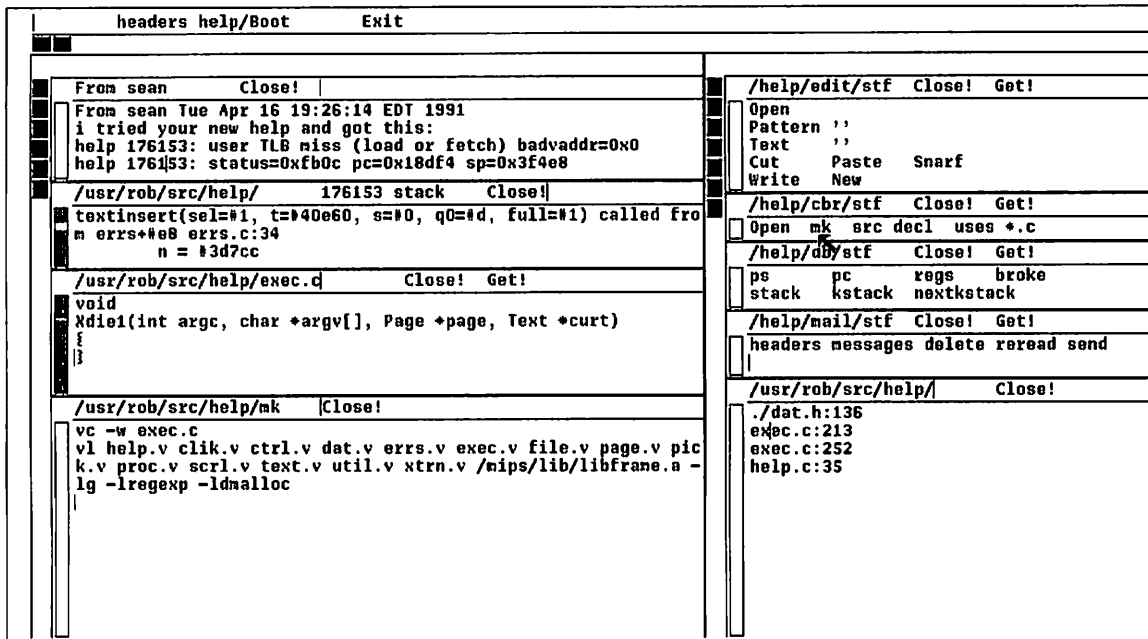 headers help/Boot Exit
From sean Close!
From sean Tue Apr 16 19:26:14 EDT 1991
i tried your new help and got this:
help 176153: user TLB miss (load or fetch) badvaddr=0x0
help 176153: status=0xfb0c pc=0x18df4 sp=0x3f4e8
/usr/rob/src/help/ 176153 stack Close!
textinsert(sel=#1, t=#40e60, s=#0, q0=#d, full=#1) called fro
m errs+#e8 errs.c:34
n = #3d7cc
/usr/rob/src/help/exec.c Close! Get!
void
Xdie1(int argc, char *argv[], Page *page, Text *curt)
{
}
/usr/rob/src/help/mk Close!
vc -w exec.c
vl help.v clik.v ctrl.v dat.v errs.v exec.v file.v page.v pic
k.v proc.v scrl.v text.v util.v xtrn.v /mips/lib/libframe.a -
lg -lregexp -ldmalloc
/help/edit/stf Close! Get!
Open
Pattern ''
Text ''
Cut Paste Snarf
Write New
/help/cbr/stf Close! Get!
Open mk src decl uses *.c
/help/db/stf Close! Get!
ps pc regs broke
stack kstack nextkstack
/help/mail/stf Close! Get!
headers messages delete reread send
/usr/rob/src/help/ Close!
./dat.h:136
exec.c:213
exec.c:252
help.c:35